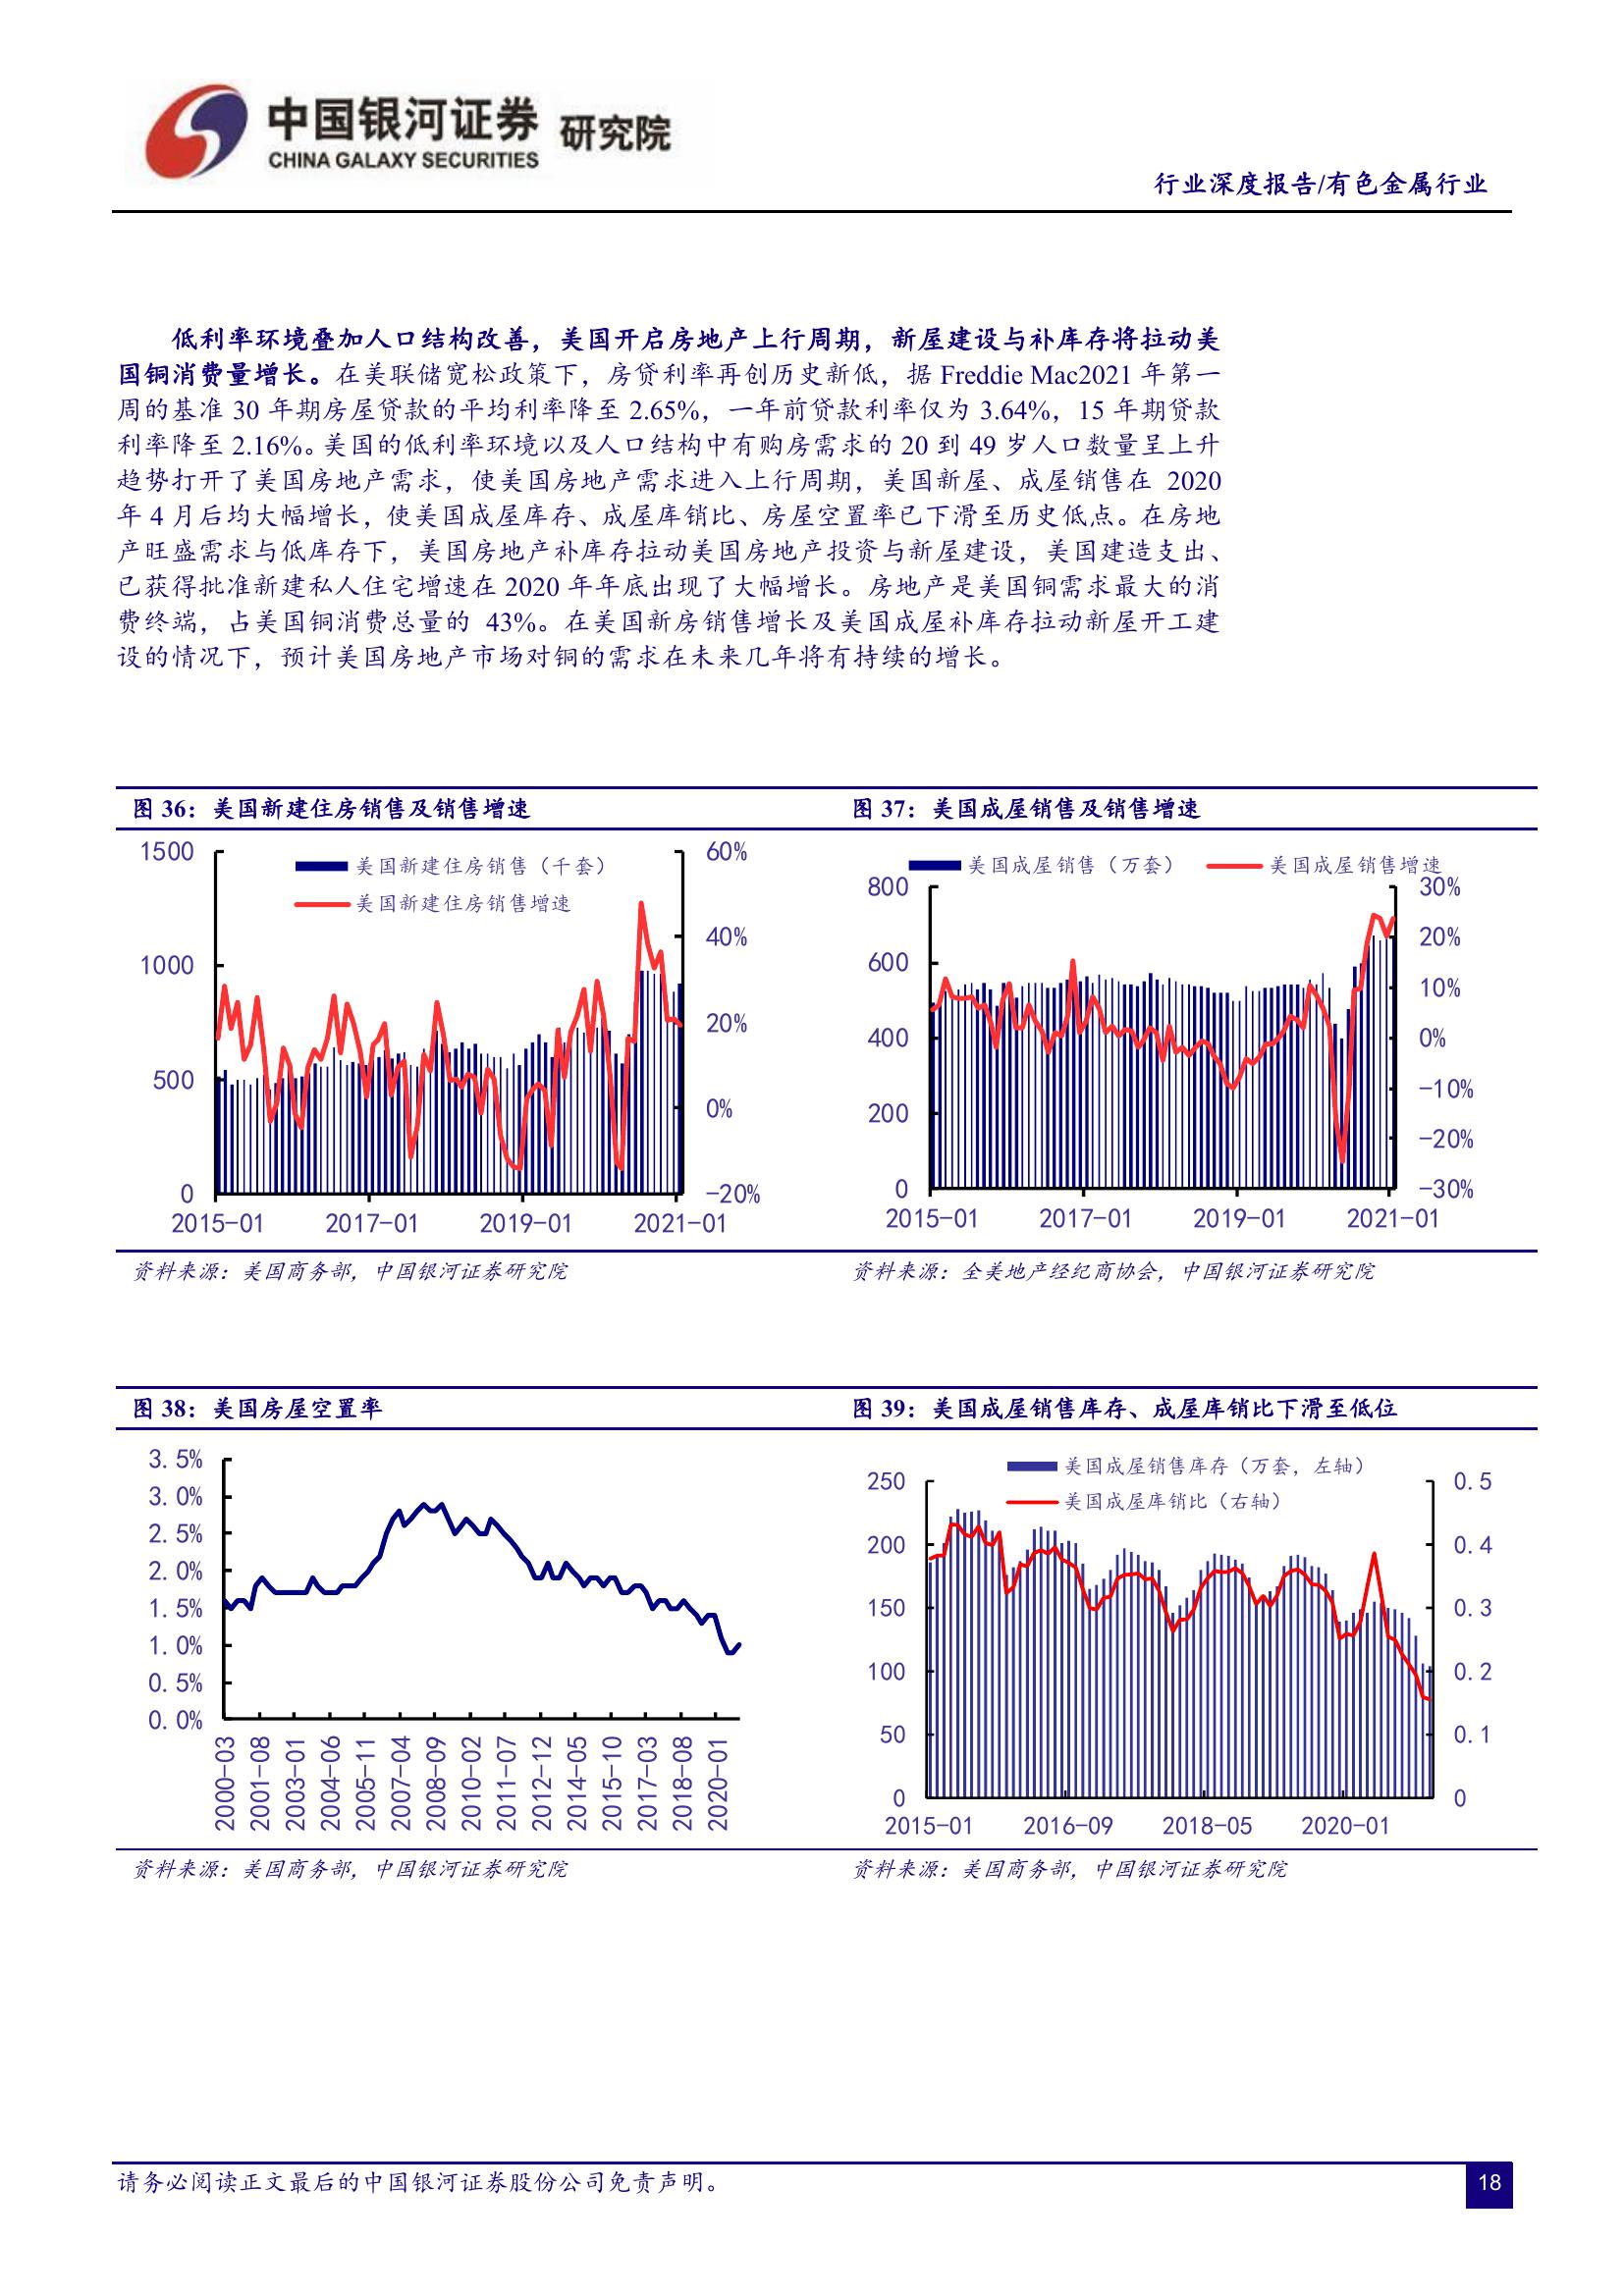 中国银河证券 研究院
CHINA GALAXY SECURITIES
行业深度报告/有色金属行业
低利率环境叠加人口结构改善，美国开启房地产上行周期，新屋建设与补库存将拉动美
国铜消费量增长。在美联储宽松政策下，房贷利率再创历史新低，据 Freddie Mac2021 年第一
周的基准 30 年期房屋贷款的平均利率降至 2.65%，一年前贷款利率仅为 3.64%，15 年期贷款
利率降至 2.16%。美国的低利率环境以及人口结构中有购房需求的 20 到 49 岁人口数量呈上升
趋势打开了美国房地产需求，使美国房地产需求进入上行周期，美国新屋、成屋销售在 2020
年 4 月后均大幅增长，使美国成屋库存、成屋库销比、房屋空置率已下滑至历史低点。在房地
产旺盛需求与低库存下，美国房地产补库存拉动美国房地产投资与新屋建设，美国建造支出、
已获得批准新建私人住宅增速在 2020 年年底出现了大幅增长。房地产是美国铜需求最大的消
费终端，占美国铜消费总量的 43%。在美国新房销售增长及美国成屋补库存拉动新屋开工建
设的情况下，预计美国房地产市场对铜的需求在未来几年将有持续的增长。
图 36：美国新建住房销售及销售增速
1500
1000
500
0
美国新建住房销售（千套）
美国新建住房销售增速
60%
40%
20%
0%
-20%
2015-01 2017-01 2019-01 2021-01
资料来源：美国商务部，中国银河证券研究院
图 37：美国成屋销售及销售增速
美国成屋销售（万套） 美国成屋销售增速
800
600
400
200
0
30%
20%
10%
0%
-10%
-20%
-30%
2015-01 2017-01 2019-01 2021-01
资料来源：全美地产经纪商协会，中国银河证券研究院
图 38：美国房屋空置率
3.5%
3.0%
2.5%
2.0%
1.5%
1.0%
0.5%
0.0%
2000-03 2001-08 2003-01 2004-06 2005-11 2007-04 2008-09 2010-02 2011-07 2012-12 2014-05 2015-10 2017-03 2018-08 2020-01
资料来源：美国商务部，中国银河证券研究院
图 39：美国成屋销售库存、成屋库销比下滑至低位
美国成屋销售库存（万套，左轴）
美国成屋库销比（右轴）
250
200
150
100
50
0
0.5
0.4
0.3
0.2
0.1
0
2015-01 2016-09 2018-05 2020-01
资料来源：美国商务部，中国银河证券研究院
请务必阅读正文最后的中国银河证券股份公司免责声明。
18